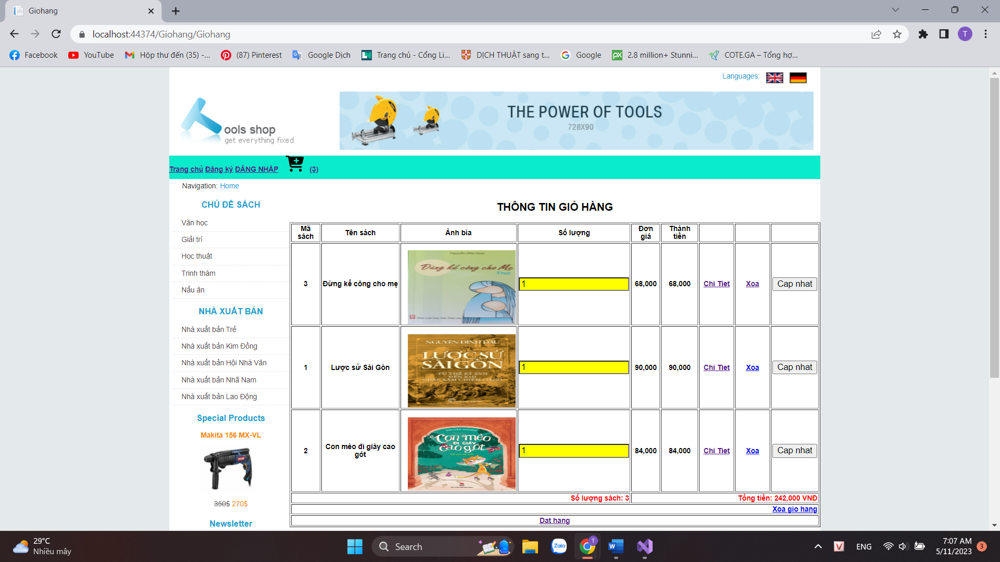 Giohang
localhost:44374/Giohang/Giohang
T
Facebook
YouTube
Hộp thư đến (35) -...
(87) Pinterest
Google Dịch
Trang chủ - Cổng Li...
DỊCH THUẬT sang t...
Google
2.8 million+ Stunni...
COTE.GA – Tổng hợ...
Languages:
ools shop
get everything fixed
THE POWER OF TOOLS
728X90
Trang chủ Đăng ký ĐĂNG NHẬP (3)
Navigation: Home
CHỦ ĐỀ SÁCH
Văn học
Giải trí
Học thuật
Trinh thám
Nấu ăn
NHÀ XUẤT BẢN
Nhà xuất bản Trẻ
Nhà xuất bản Kim Đồng
Nhà xuất bản Hội Nhà Văn
Nhà xuất bản Nhã Nam
Nhà xuất bản Lao Động
Special Products
Makita 156 MX-VL
350$ 270$
Newsletter
THÔNG TIN GIỎ HÀNG
Mã sách Tên sách Ảnh bìa Số lượng Đơn giá Thành tiền
Đừng kể công cho Mẹ
Thơ
3 Đừng kể công cho mẹ 1 68,000 68,000 Chi Tiet Xoa Cap nhat
NGUYỄN ĐÌNH ĐẦU
LƯỢC SỬ
SÀI GÒN
TỪ THẾ KỶ XVII
1 Lược sử Sài Gòn 1 90,000 90,000 Chi Tiet Xoa Cap nhat
Con mèo
ĐI GIÀY
cao gót
2 Con mèo đi giày cao gót 1 84,000 84,000 Chi Tiet Xoa Cap nhat
Số lượng sách: 3 Tổng tiền: 242,000 VNĐ
Xoa gio hang
Dat hang
29°C
Nhiều mây
Search
Zalo
T
W
V
ENG
7:07 AM
5/11/2023
3